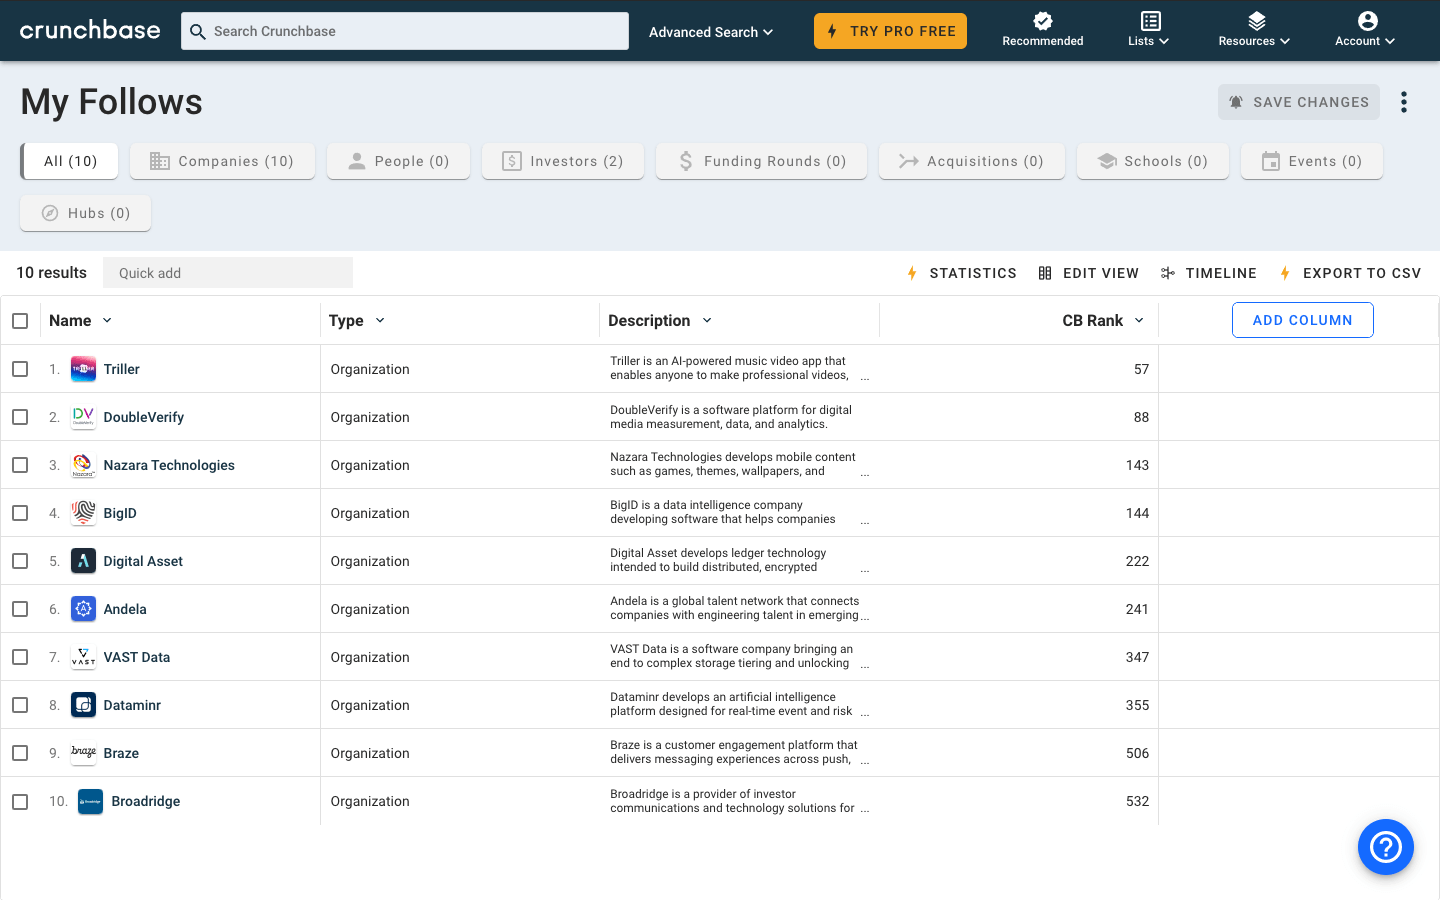 crunchbase
Search Crunchbase
Advanced Search
TRY PRO FREE
Recommended
Lists
Resources
Account
My Follows
SAVE CHANGES
All (10)
Companies (10)
People (0)
Investors (2)
Funding Rounds (0)
Acquisitions (0)
Schools (0)
Events (0)
Hubs (0)
10 results
Quick add
STATISTICS
EDIT VIEW
TIMELINE
EXPORT TO CSV
Name
Type
Description
CB Rank
ADD COLUMN
1.
Triller
Organization
Triller is an AI-powered music video app that
enables anyone to make professional videos, ...
57
2.
DV
DoubleVerify
DoubleVerify
Organization
DoubleVerify is a software platform for digital
media measurement, data, and analytics.
88
3.
Nazara
Nazara Technologies
Organization
Nazara Technologies develops mobile content
such as games, themes, wallpapers, and ...
143
4.
BigID
Organization
BigID is a data intelligence company
developing software that helps companies ...
144
5.
Digital Asset
Organization
Digital Asset develops ledger technology
intended to build distributed, encrypted ...
222
6.
A
Andela
Organization
Andela is a global talent network that connects
companies with engineering talent in emerging ...
241
7.
VAST
VAST Data
Organization
VAST Data is a software company bringing an
end to complex storage tiering and unlocking ...
347
8.
Dataminr
Organization
Dataminr develops an artificial intelligence
platform designed for real-time event and risk ...
355
9.
braze
Braze
Organization
Braze is a customer engagement platform that
delivers messaging experiences across push, ...
506
10.
Broadridge
Broadridge
Organization
Broadridge is a provider of investor
communications and technology solutions for ...
532